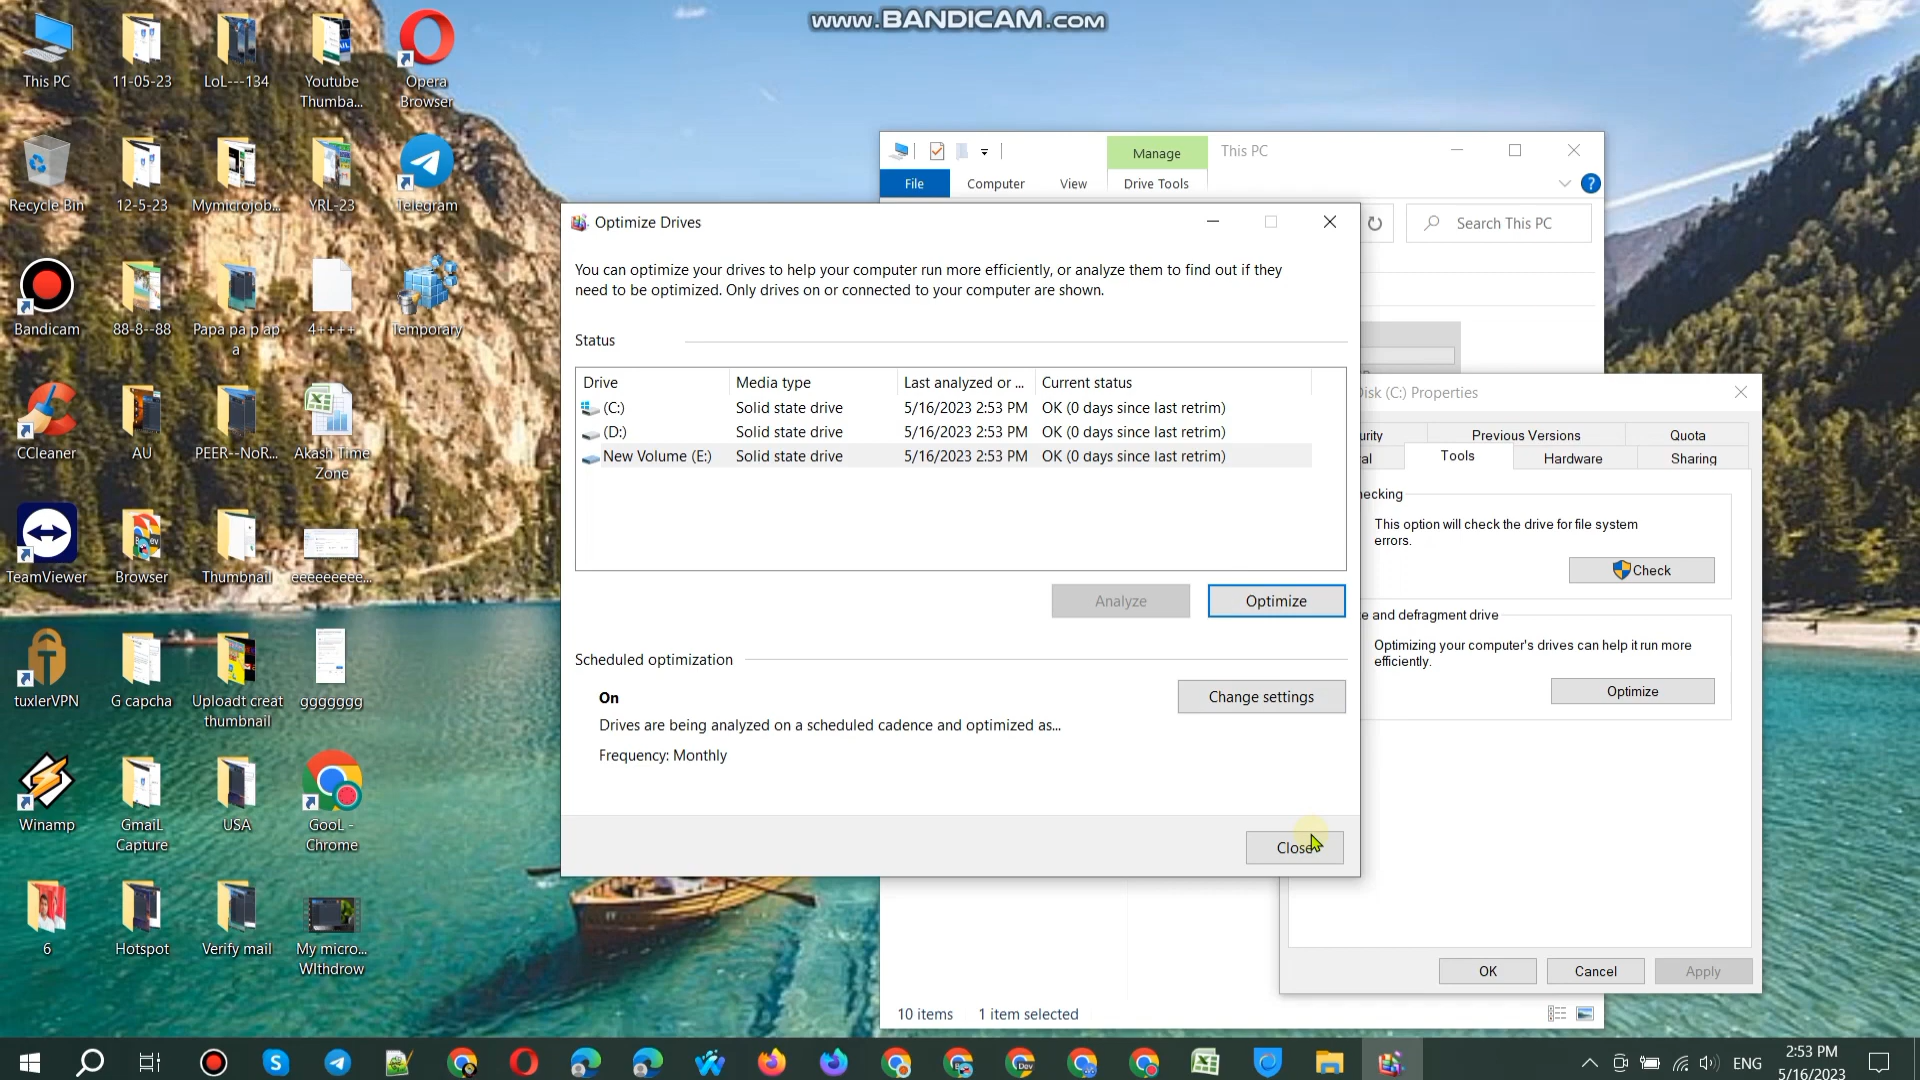 www.BANDICAM.com
This PC
11-05-23
LoL---134
Youtube
Thumba...
Opera
Browser
Recycle Bin
12-5-23
Mymicrojob...
YRL-23
Telegram
Bandicam
88-8--88
Papa pa p ap
a
4++++
Temporary
CCleaner
AU
PEER--NoR...
Akash Time
Zone
TeamViewer
Browser
Thumbnail
eeeeeeeeee...
tuxlerVPN
G capcha
Uploadt creat
thumbnail
ggggggg
Winamp
GmaiL
Capture
USA
GooL -
Chrome
6
Hotspot
Verify mail
My micro...
WIthdrow
Manage
This PC
File
Computer
View
Drive Tools
Search This PC
Optimize Drives
You can optimize your drives to help your computer run more efficiently, or analyze them to find out if they
need to be optimized. Only drives on or connected to your computer are shown.
Status
Drive
Media type
Last analyzed or ...
Current status
(C:)
Solid state drive
5/16/2023 2:53 PM
OK (0 days since last retrim)
(D:)
Solid state drive
5/16/2023 2:53 PM
OK (0 days since last retrim)
New Volume (E:)
Solid state drive
5/16/2023 2:53 PM
OK (0 days since last retrim)
Analyze
Optimize
Scheduled optimization
On
Drives are being analyzed on a scheduled cadence and optimized as...
Frequency: Monthly
Change settings
Close
(C:) Properties
Previous Versions
Quota
Tools
Hardware
Sharing
This option will check the drive for file system
errors.
Check
and defragment drive
Optimizing your computer's drives can help it run more
efficiently.
Optimize
OK
Cancel
Apply
10 items
1 item selected
ENG
2:53 PM
5/16/2023